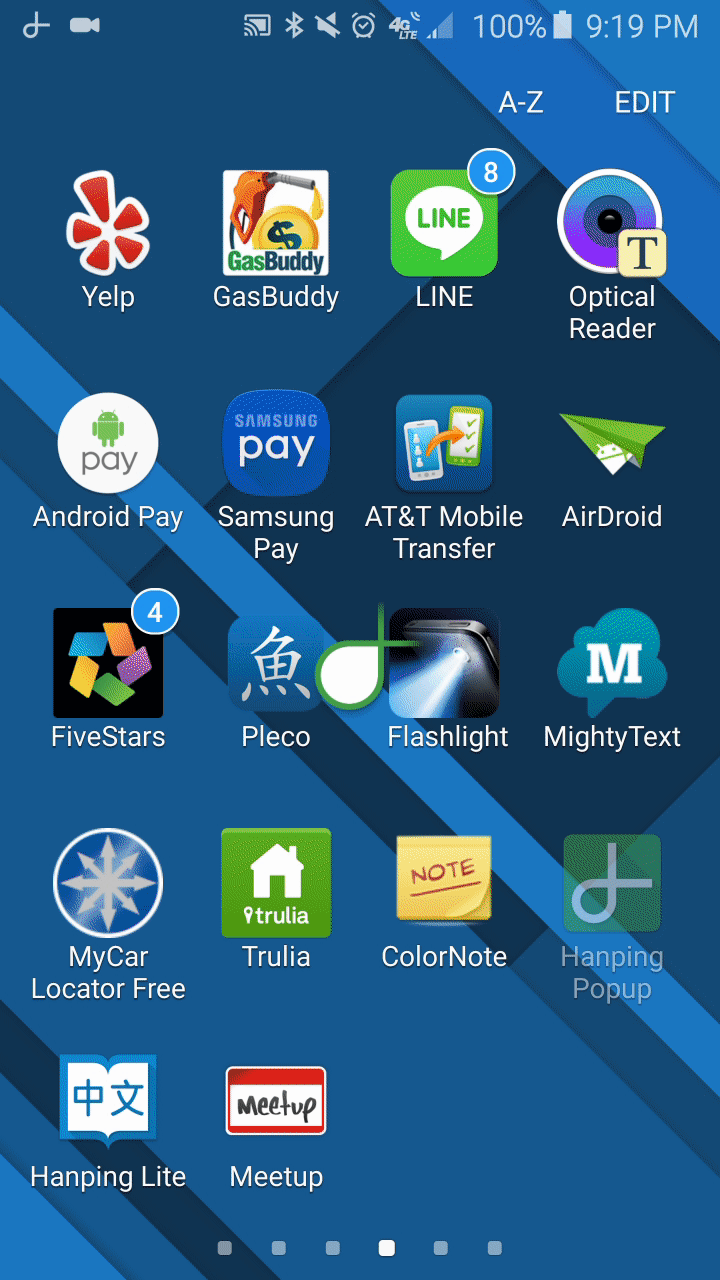 100% 9:19 PM
4G LTE
A-Z EDIT
8
GasBuddy
LINE
T
Yelp GasBuddy LINE Optical
Reader
pay
SAMSUNG
pay
Android Pay Samsung
Pay AT&T Mobile
Transfer AirDroid
4
魚
M
FiveStars Pleco Flashlight MightyText
trulia
NOTE
MyCar
Locator Free Trulia ColorNote Hanping
Popup
中文
Meetup
Hanping Lite Meetup